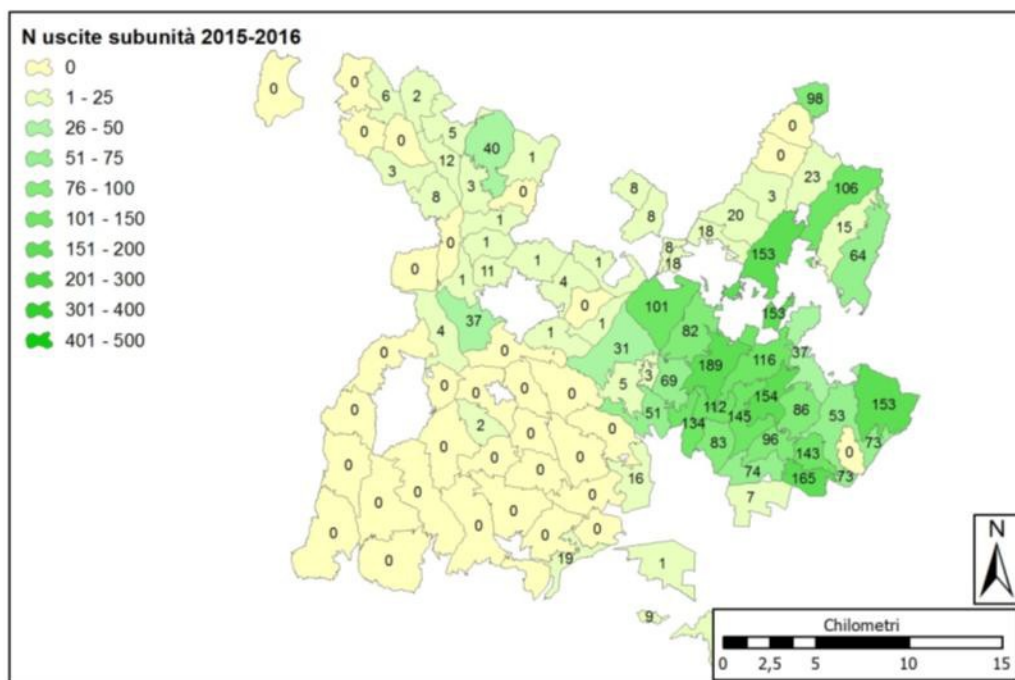 N uscite subunità 2015-2016
0
1 - 25
26 - 50
51 - 75
76 - 100
101 - 150
151 - 200
201 - 300
301 - 400
401 - 500
0
0 6 2
98
0
0 0 5 40 1
0
3 12 3 0
23 106
8
8 8 3
1
20 15
0 1
18 153 64
8
0 1 11 1 4 1
18
0 1
101 82 153
4 37
1 31
189 116 37
0 0
5 3 69
0 0 0 0
154
0 2 0 0
51 134 112 145 86 53 153
83 96 143 0 73
0 0 0 0
74 165 73
0 0 0 0
16 7
0 0 0 0
0 19 1
9
N
Chilometri
0 2,5 5 10 15